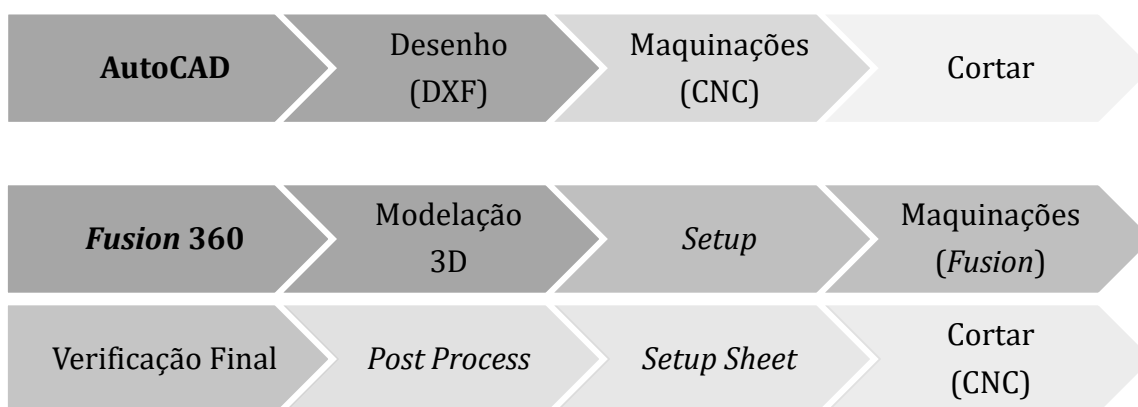 AutoCAD
Desenho
(DXF)
Maquinações
(CNC)
Cortar
Fusion 360
Modelação
3D
Setup
Maquinações
(Fusion)
Verificação Final
Post Process
Setup Sheet
Cortar
(CNC)